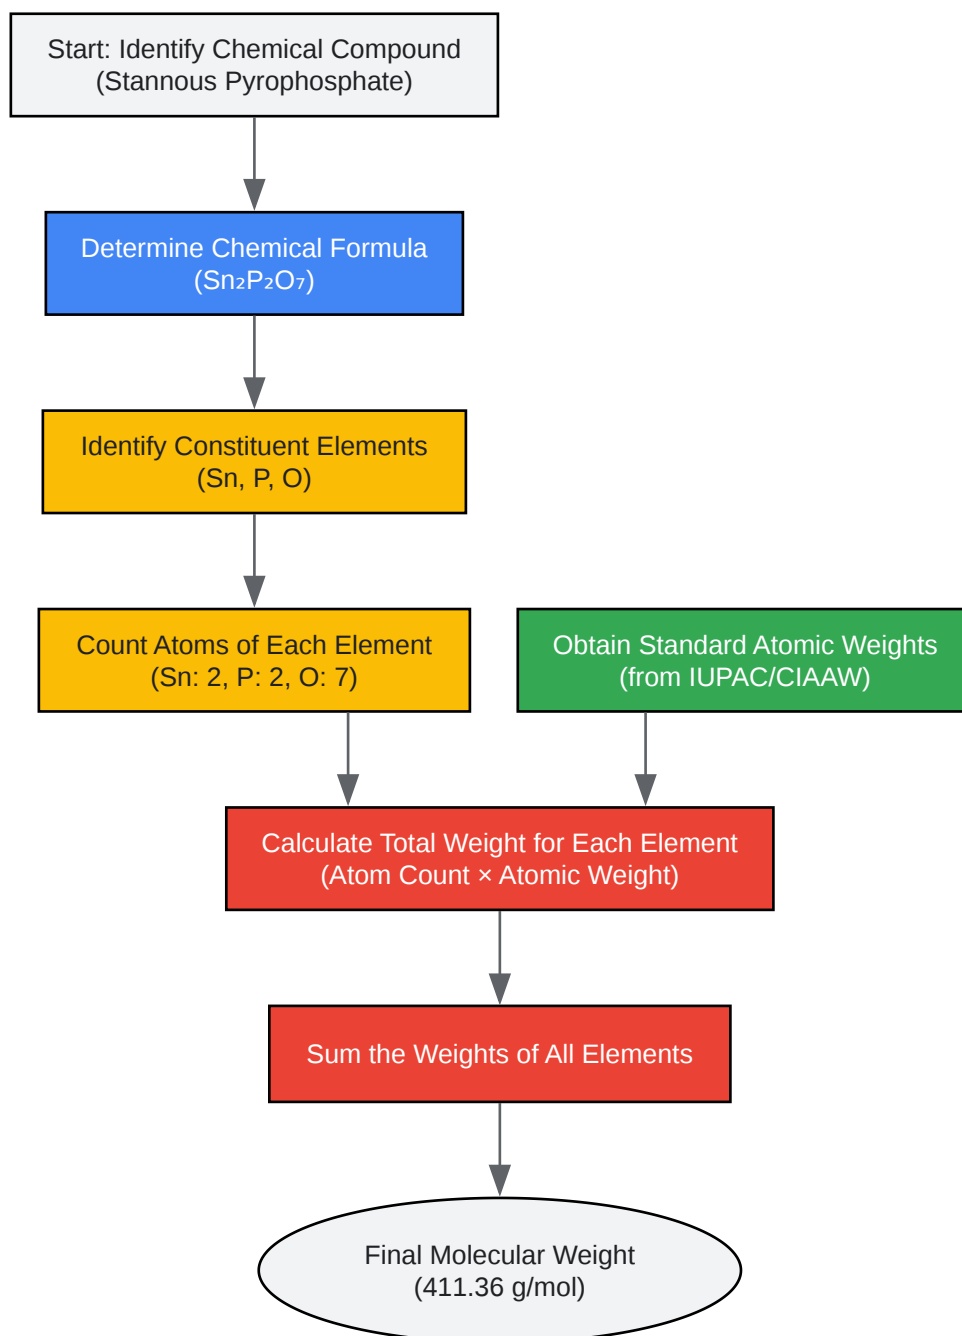 Start: Identify Chemical Compound
(Stannous Pyrophosphate)
Determine Chemical Formula
(Sn₂P₂O₇)
Identify Constituent Elements
(Sn, P, O)
Count Atoms of Each Element
(Sn: 2, P: 2, O: 7)
Obtain Standard Atomic Weights
(from IUPAC/CIAAW)
Calculate Total Weight for Each Element
(Atom Count × Atomic Weight)
Sum the Weights of All Elements
Final Molecular Weight
(411.36 g/mol)